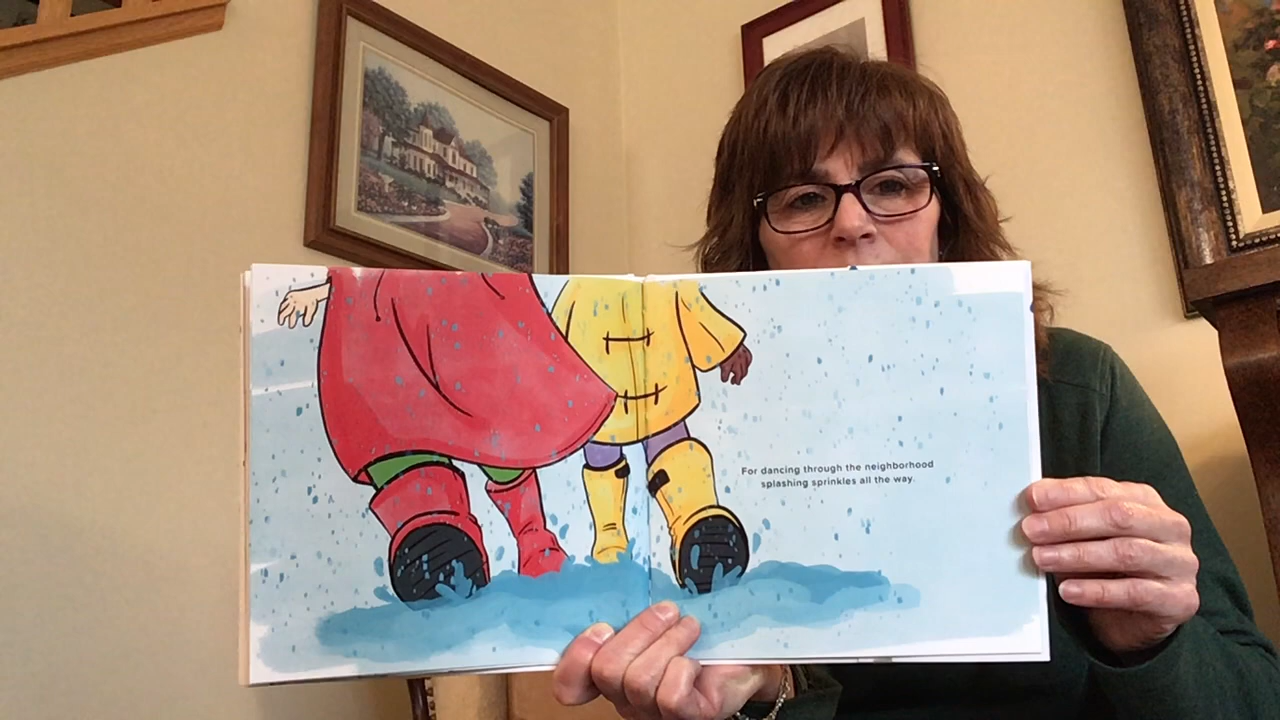 For dancing through the neighborhood
splashing sprinkles all the way.